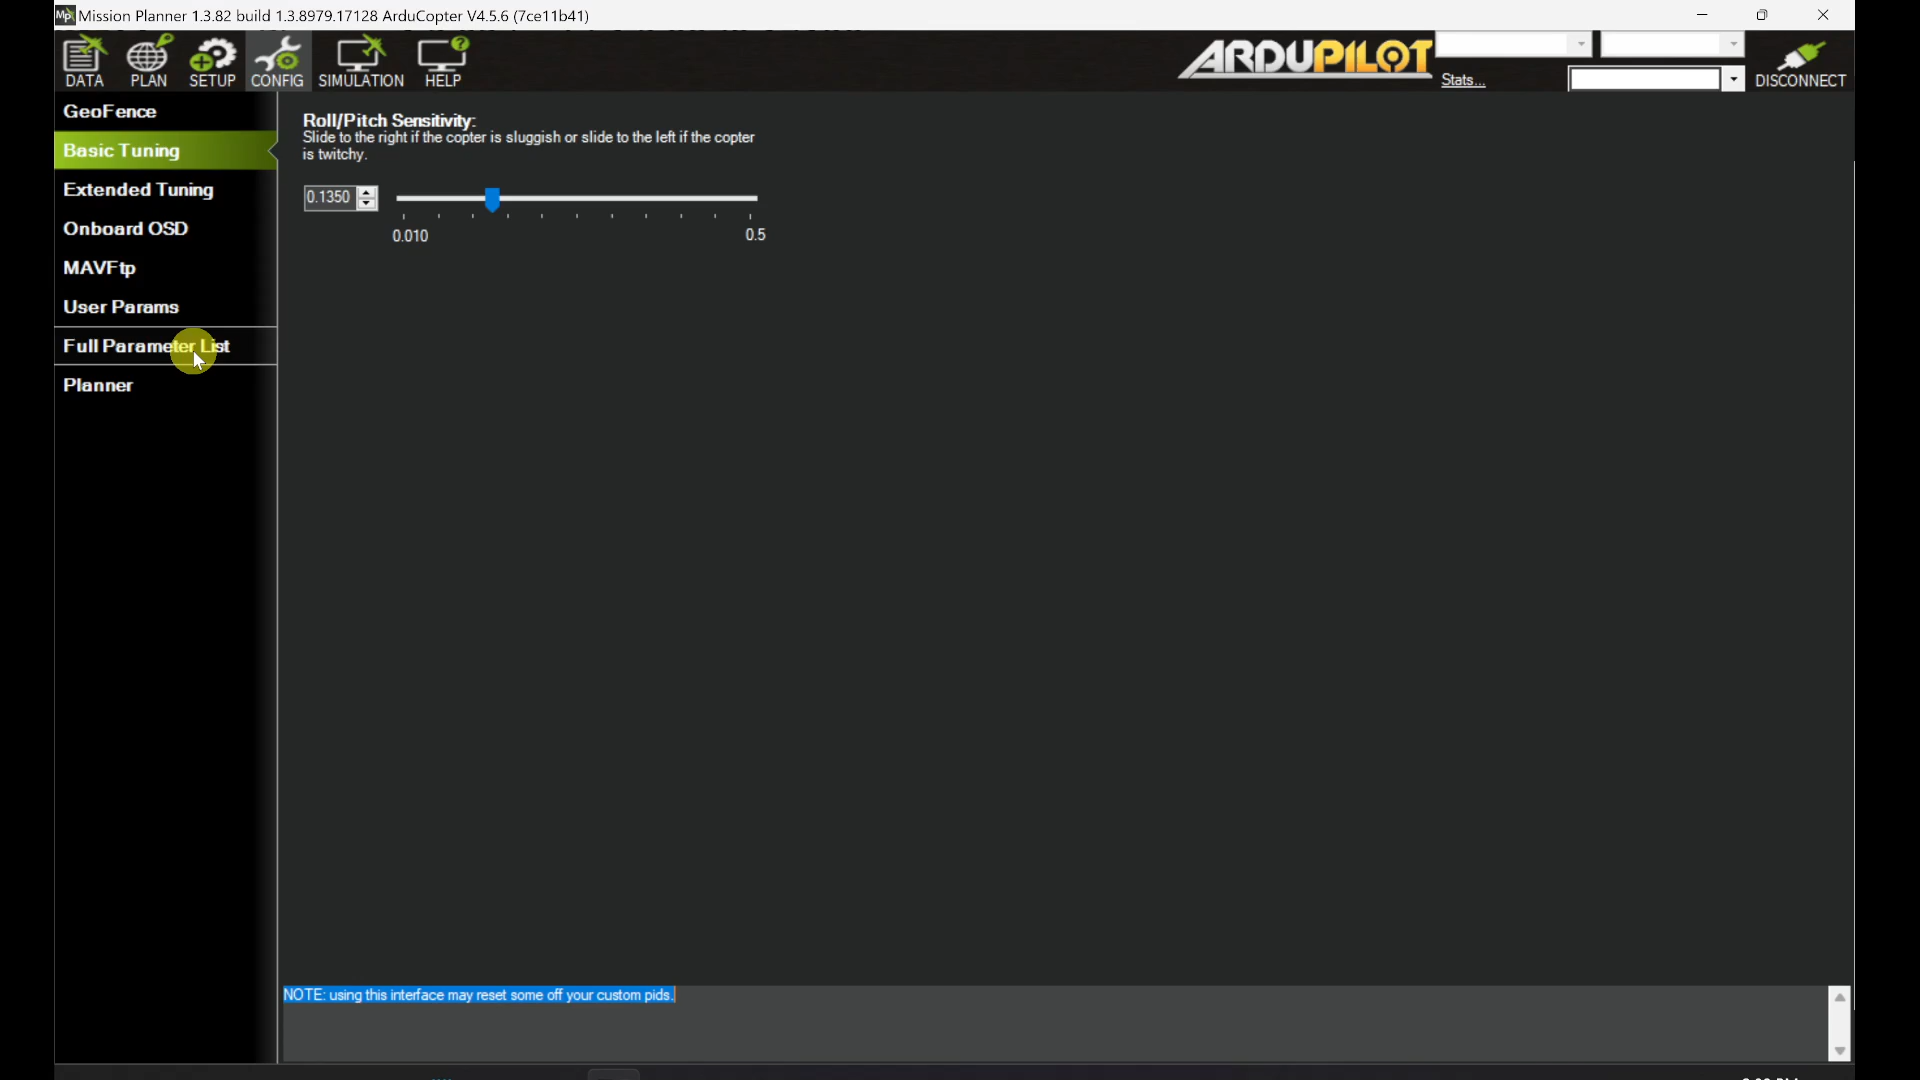 Mission Planner 1.3.82 build 1.3.8979.17128 ArduCopter V4.5.6 (7ce11b41)
DATA PLAN SETUP CONFIG SIMULATION HELP ARDUPILOT Stats... DISCONNECT
GeoFence
Basic Tuning
Extended Tuning
Onboard OSD
MAVFtp
User Params
Full Parameter List
Planner
Roll/Pitch Sensitivity:
Slide to the right if the copter is sluggish or slide to the left if the copter
is twitchy.
0.1350
0.010 0.5
NOTE: using this interface may reset some off your custom pids.